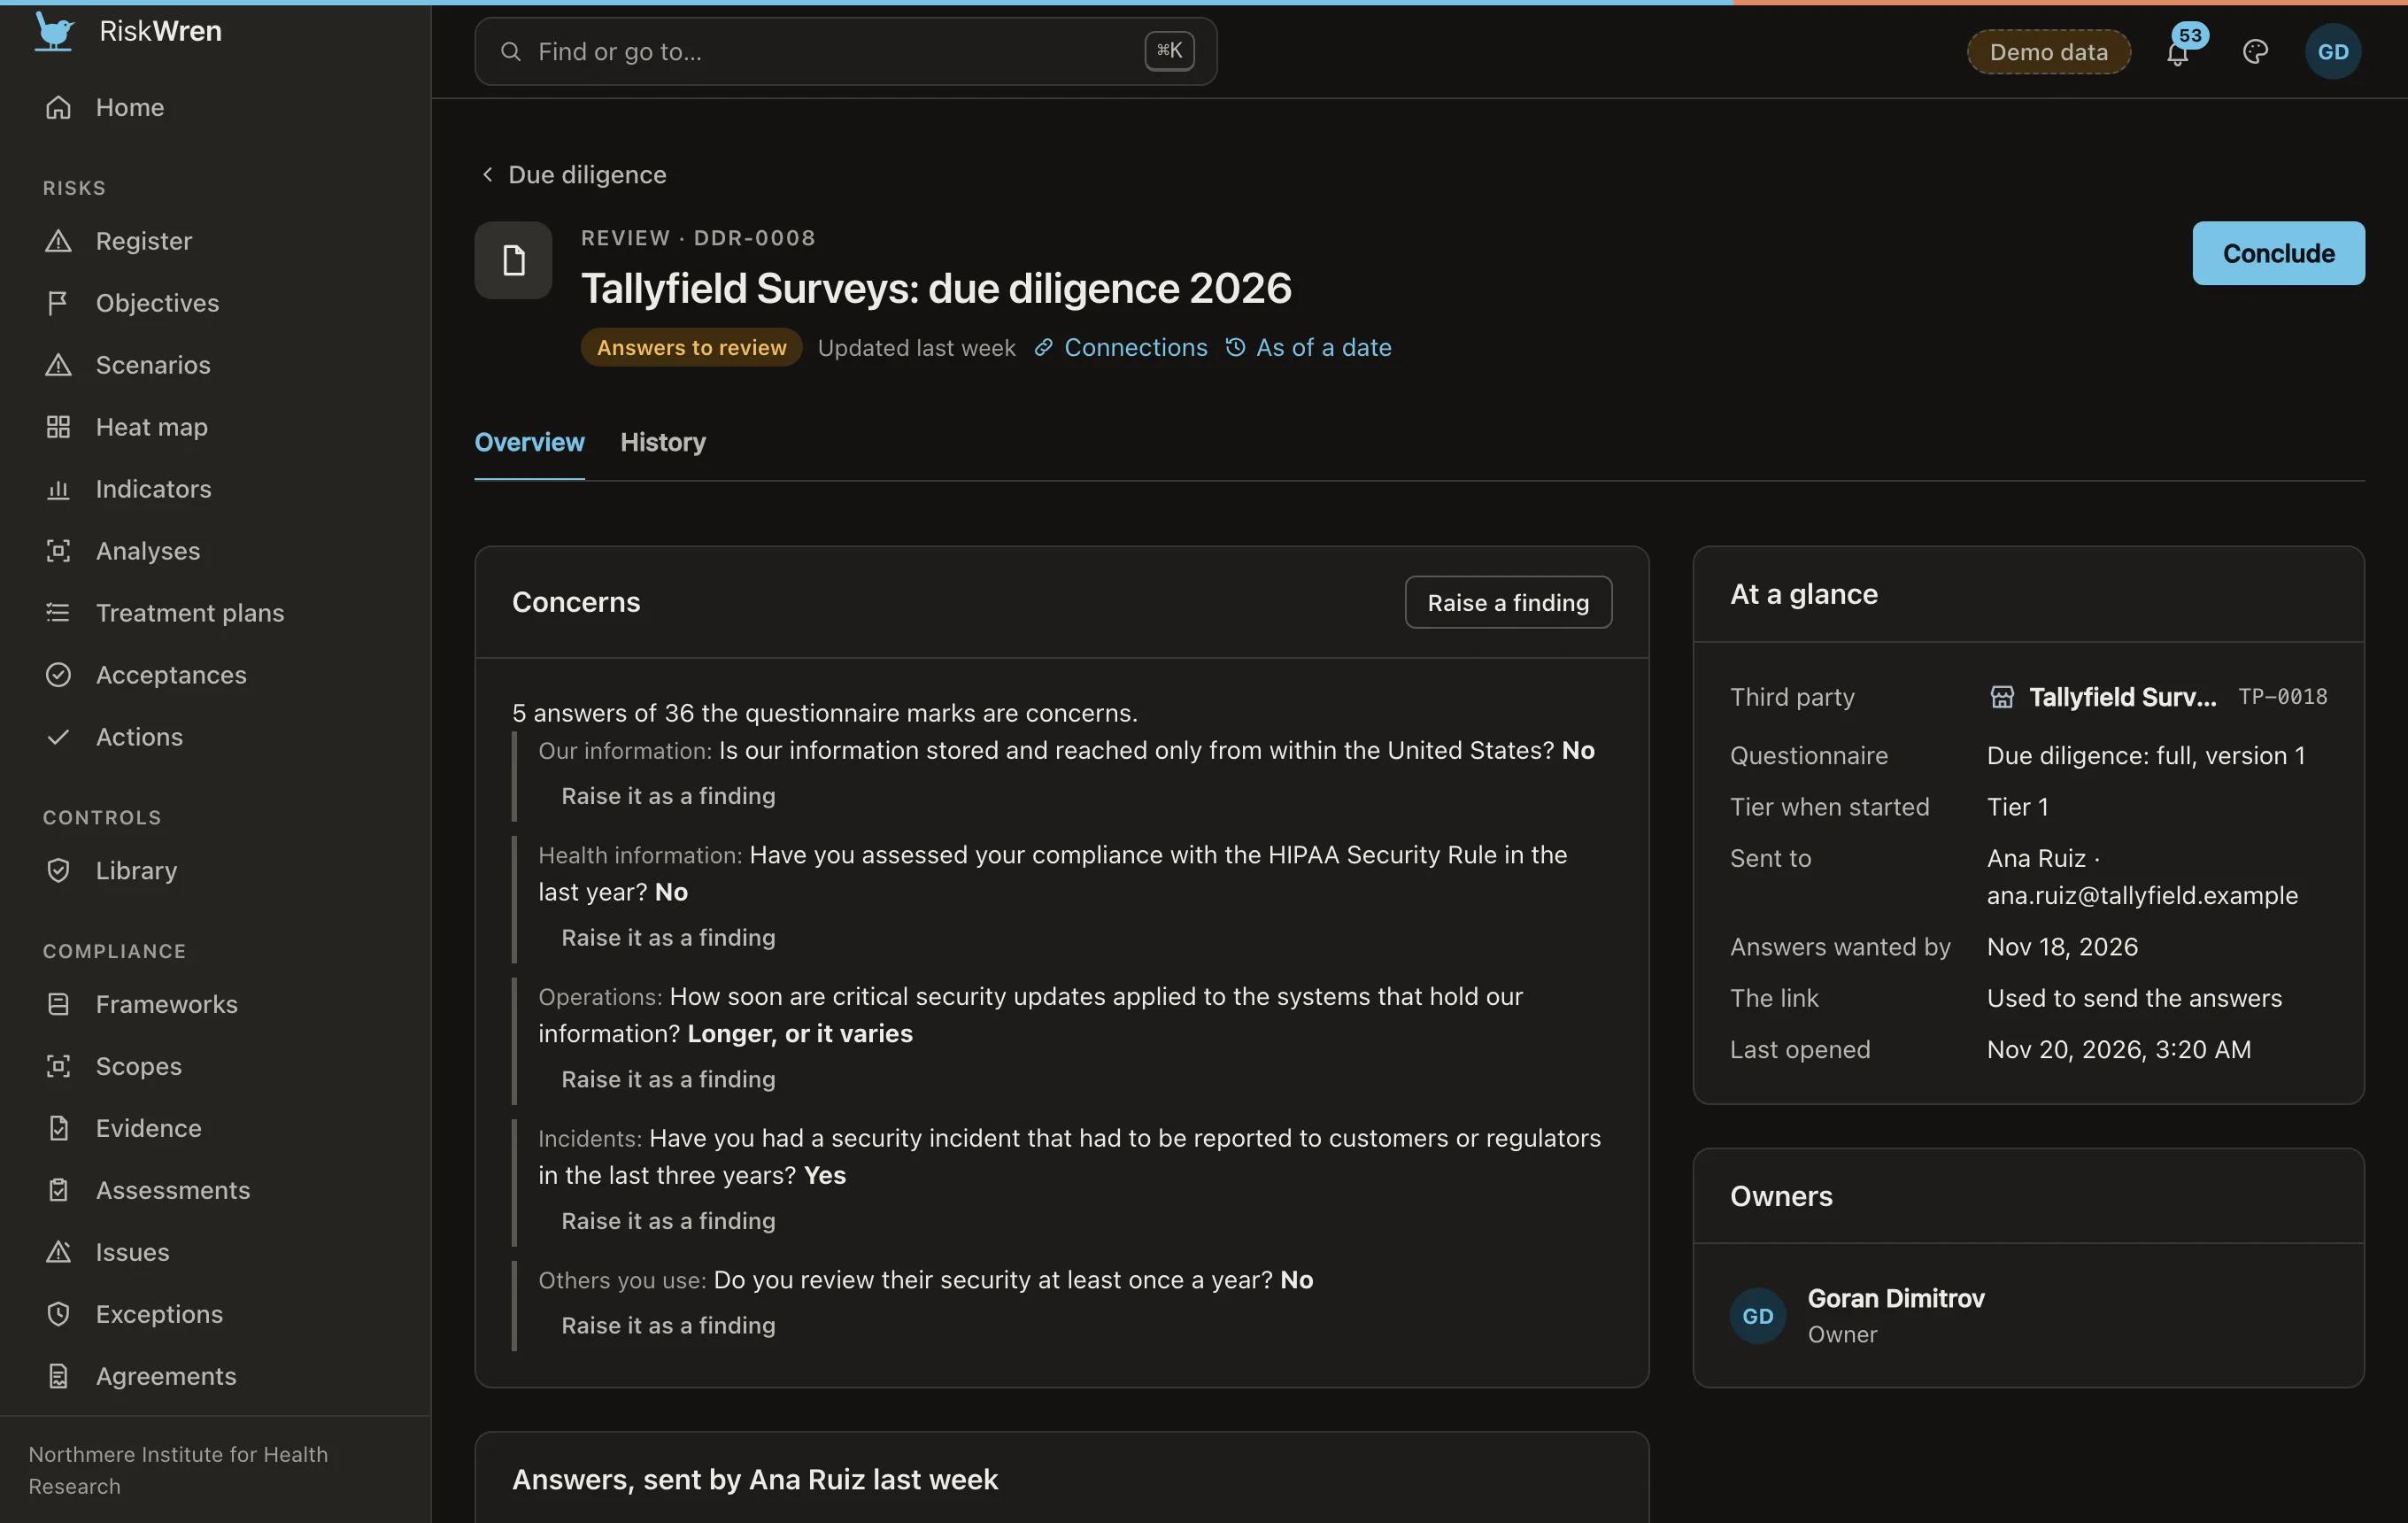 RiskWren
Find or go to...
⌘K
Demo data
53
GD
Home
RISKS
Register
Objectives
Scenarios
Heat map
Indicators
Analyses
Treatment plans
Acceptances
Actions
CONTROLS
Library
COMPLIANCE
Frameworks
Scopes
Evidence
Assessments
Issues
Exceptions
Agreements
Northmere Institute for Health
Research
Due diligence
REVIEW · DDR-0008
Tallyfield Surveys: due diligence 2026
Conclude
Answers to review
Updated last week
Connections
As of a date
Overview
History
Concerns
Raise a finding
5 answers of 36 the questionnaire marks are concerns.
Our information: Is our information stored and reached only from within the United States? No
Raise it as a finding
Health information: Have you assessed your compliance with the HIPAA Security Rule in the
last year? No
Raise it as a finding
Operations: How soon are critical security updates applied to the systems that hold our
information? Longer, or it varies
Raise it as a finding
Incidents: Have you had a security incident that had to be reported to customers or regulators
in the last three years? Yes
Raise it as a finding
Others you use: Do you review their security at least once a year? No
Raise it as a finding
Answers, sent by Ana Ruiz last week
At a glance
Third party
Tallyfield Surv... TP-0018
Questionnaire
Due diligence: full, version 1
Tier when started
Tier 1
Sent to
Ana Ruiz ·
ana.ruiz@tallyfield.example
Answers wanted by
Nov 18, 2026
The link
Used to send the answers
Last opened
Nov 20, 2026, 3:20 AM
Owners
GD
Goran Dimitrov
Owner